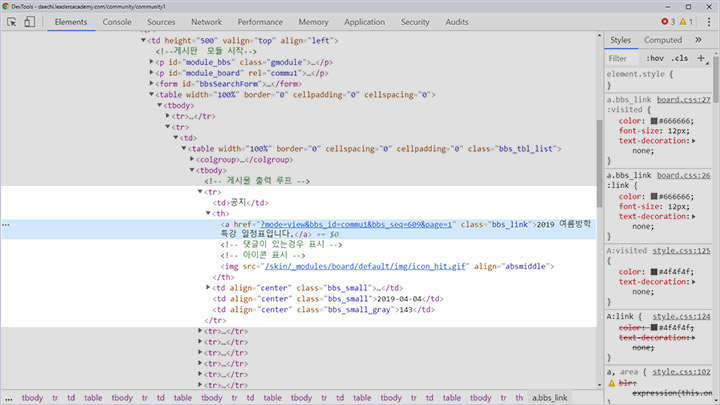 DevTools - daechi.leadersacademy.com/community/community1
Elements Console Sources Network Performance Memory Application Security Audits
3 1
<td height="500" valign="top" align="left">
<!--게시판 모듈 시작-->
<p id="module_bbs" class="gmodule">…</p>
<p id="module_board" rel="commu1">…</p>
<form id="bbsSearchForm">…</form>
<table width="100%" border="0" cellpadding="0" cellspacing="0">
<tbody>
<tr>…</tr>
<tr>
<td>
<table width="100%" border="0" cellspacing="0" cellpadding="0" class="bbs_tbl_list">
<colgroup>…</colgroup>
<tbody>
<!-- 게시물 출력 루프 -->
<tr>
<td>공지</td>
<th>
<a href="?mode=view&bbs_id=commu1&bbs_seq=609&page=1" class="bbs_link">2019 여름방학
특강 일정표입니다.</a> == $0
<!-- 댓글이 있는경우 표시 -->
<!-- 아이콘 표시 -->
<img src="/skin/_modules/board/default/img/icon_hit.gif" align="absmiddle">
</th>
<td align="center" class="bbs_small">…</td>
<td align="center" class="bbs_small">2019-04-04</td>
<td align="center" class="bbs_small_gray">143</td>
</tr>
<tr>…</tr>
<tr>…</tr>
<tr>…</tr>
<tr>…</tr>
<tr>…</tr>
… tbody tr td table tbody tr td table tbody tr td table tbody tr td table tbody tr th a.bbs_link
Styles Computed
Filter :hov .cls +
element.style {
}
a.bbs_link board.css:27
:visited {
color: #666666;
font-size: 12px;
text-decoration:
none;
}
a.bbs_link board.css:26
:link {
color: #666666;
font-size: 12px;
text-decoration:
none;
}
A:visited style.css:125
{
color: #4f4f4f;
text-decoration:
none;
}
A:link { style.css:124
color: #4f4f4f;
text-decoration:
none;
}
a, area { style.css:102
blr:
expression(this.on